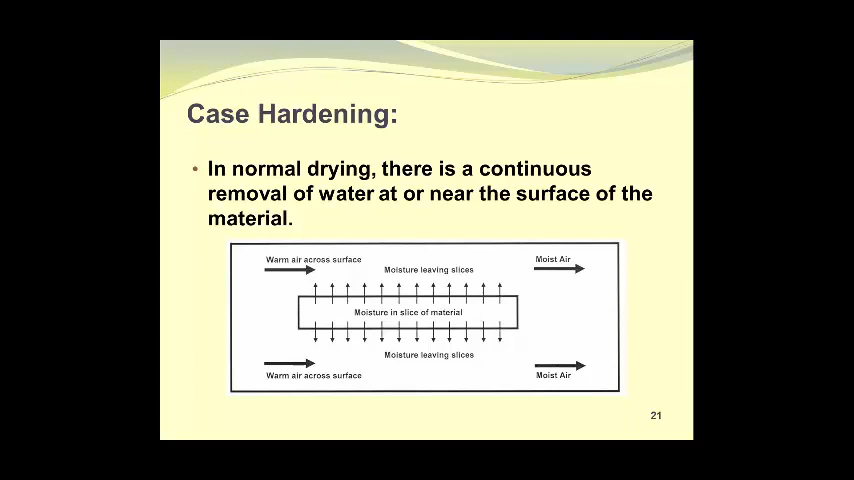 Case Hardening:
• In normal drying, there is a continuous
removal of water at or near the surface of the
material.
Warm air across surface
Moist Air
Moisture leaving slices
Moisture in slice of material
Moisture leaving slices
Warm air across surface
Moist Air
21